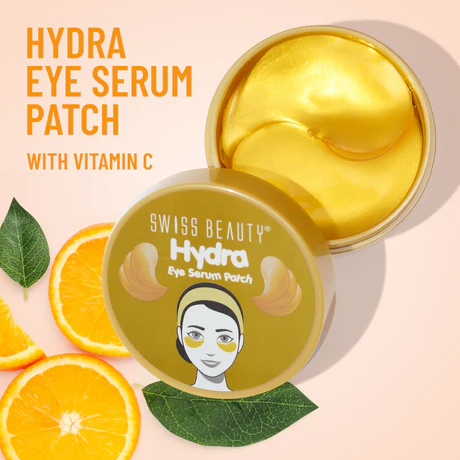 HYDRA
EYE SERUM
PATCH
WITH VITAMIN C
SWISS BEAUTY®
Hydra
Eye Serum Patch